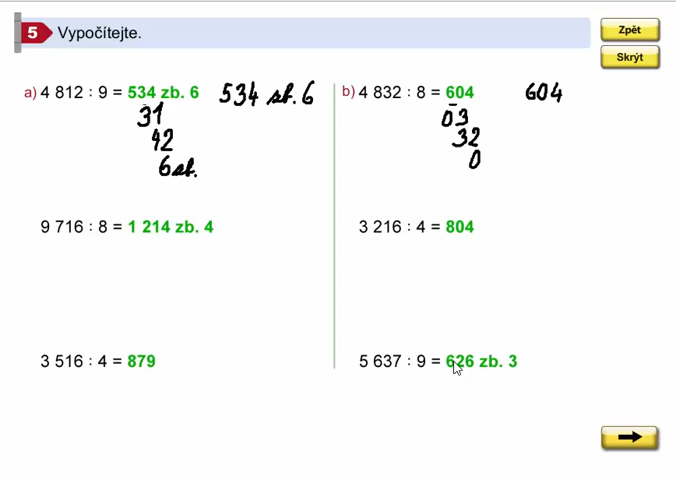 5 Vypočítejte.
Zpět
Skrýt
a) 4 812 : 9 = 534 zb. 6 534 zb. 6
31
42
6 zb.
9 716 : 8 = 1 214 zb. 4
3 516 : 4 = 879
b) 4 832 : 8 = 604 604
03
32
0
3 216 : 4 = 804
5 637 : 9 = 626 zb. 3